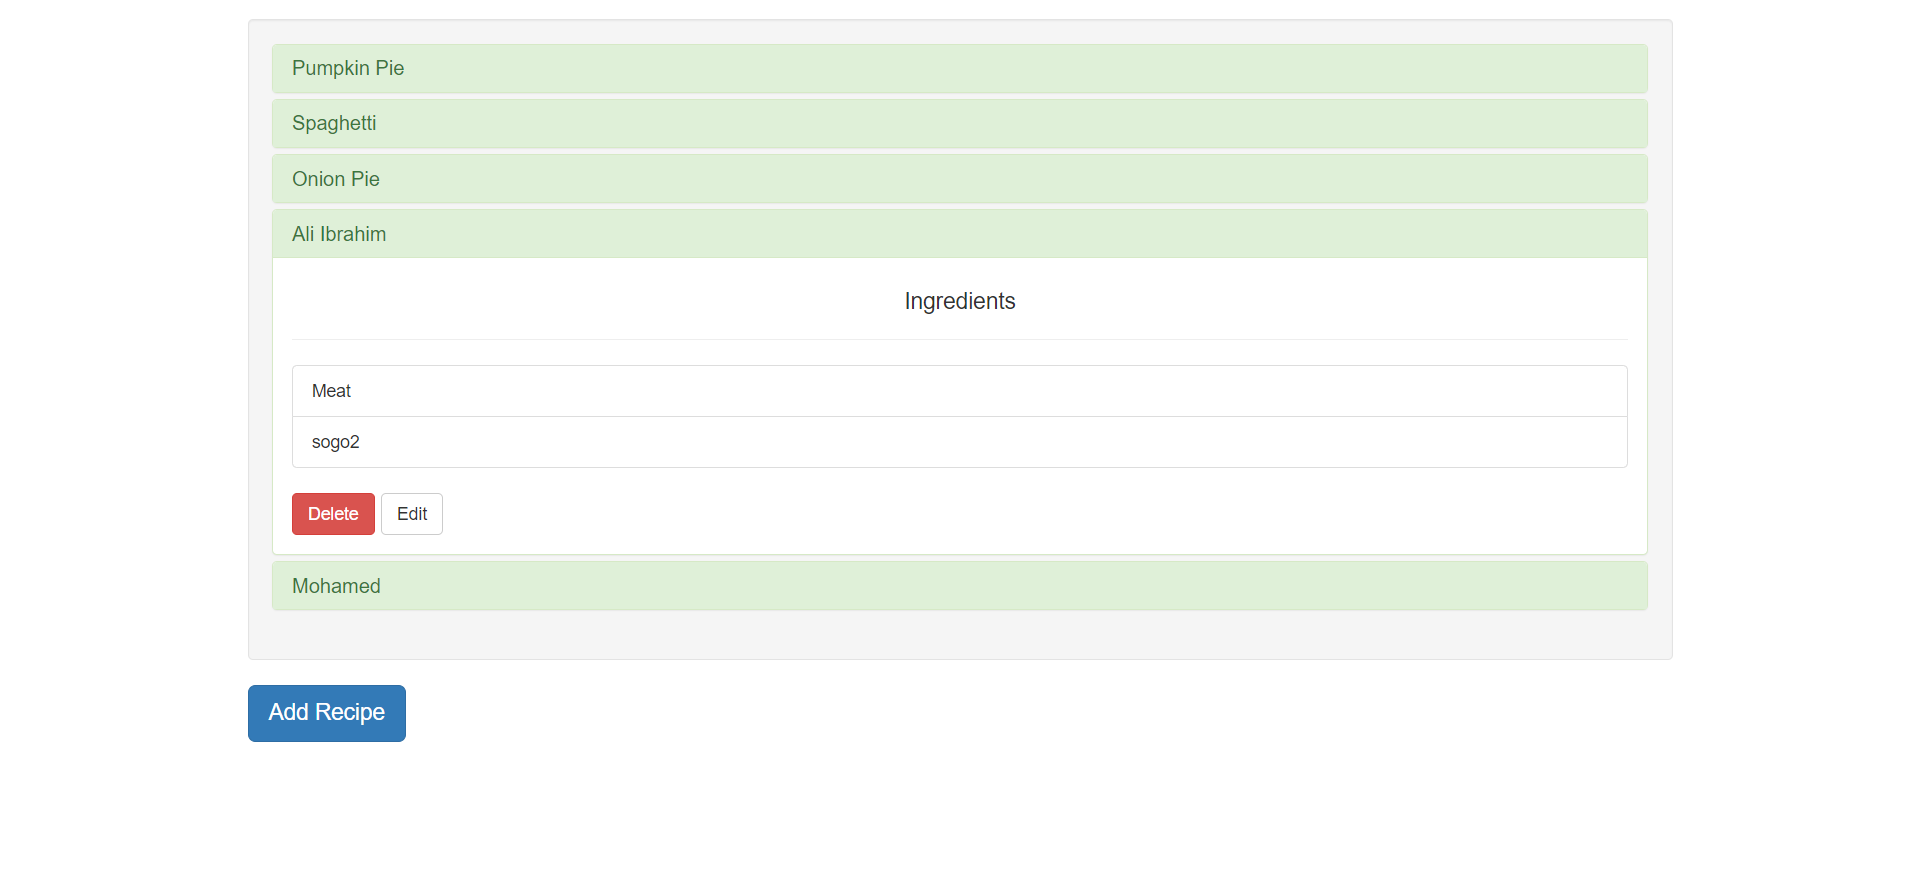 Pumpkin Pie
Spaghetti
Onion Pie
Ali Ibrahim
Ingredients
Meat
sogo2
Delete Edit
Mohamed
Add Recipe